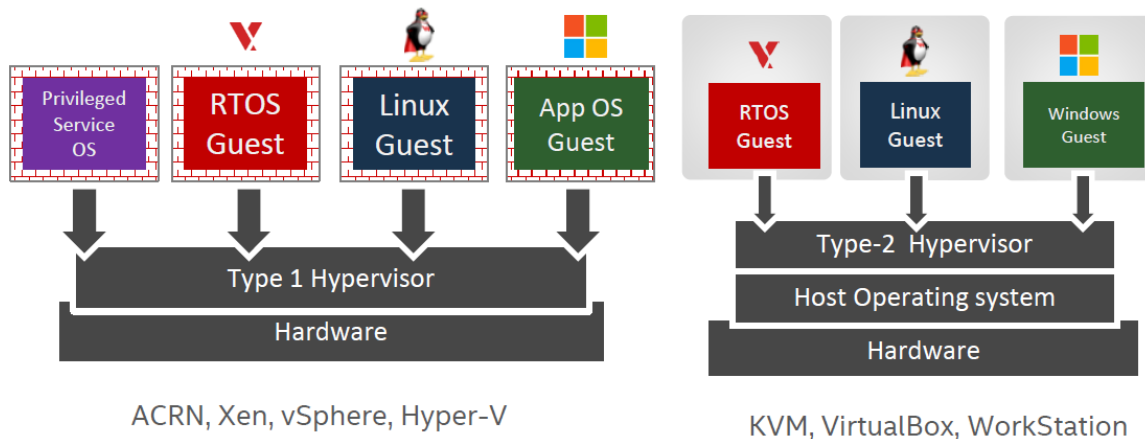 Privileged
Service
OS
RTOS
Guest
Linux
Guest
App OS
Guest
Type 1 Hypervisor
Hardware
ACRN, Xen, vSphere, Hyper-V
RTOS
Guest
Linux
Guest
Windows
Guest
Type-2 Hypervisor
Host Operating system
Hardware
KVM, VirtualBox, WorkStation